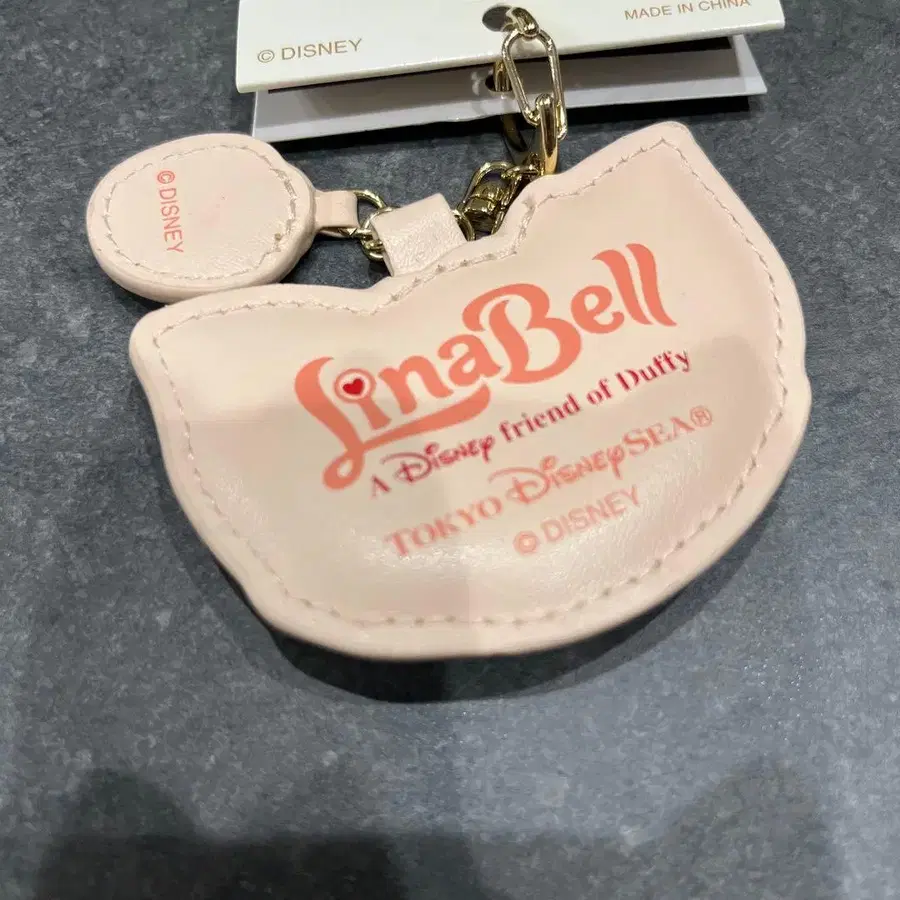 © DISNEY
MADE IN CHINA
© DISNEY
LinaBell
A Disney friend of Duffy
TOKYO DisneySEA®
© DISNEY